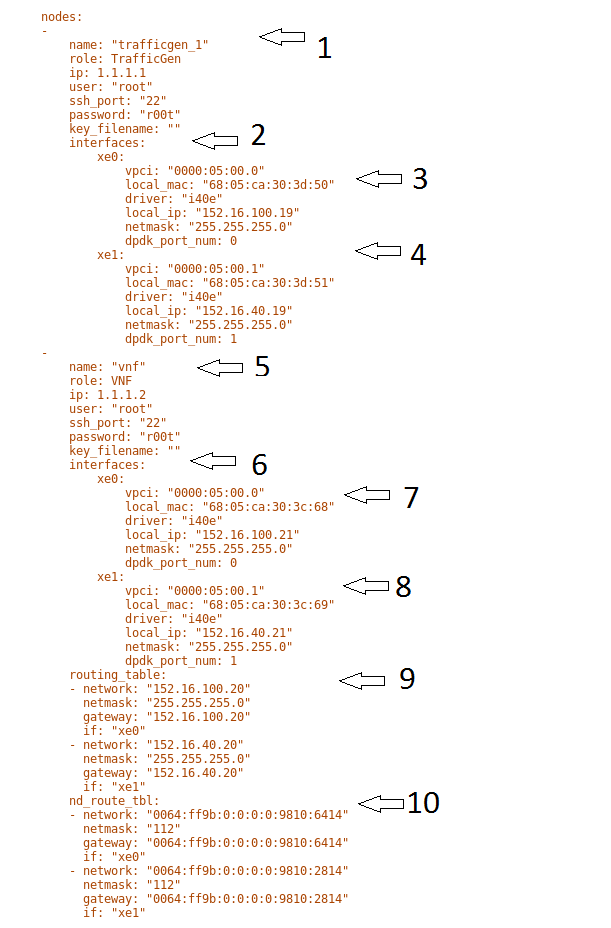 nodes:
-
name: "trafficgen_1"
1
role: TrafficGen
ip: 1.1.1.1
user: "root"
ssh_port: "22"
password: "r00t"
key_filename: ""
interfaces:
2
xe0:
vpci: "0000:05:00.0"
local_mac: "68:05:ca:30:3d:50"
3
driver: "i40e"
local_ip: "152.16.100.19"
netmask: "255.255.255.0"
dpdk_port_num: 0
xe1:
4
vpci: "0000:05:00.1"
local_mac: "68:05:ca:30:3d:51"
driver: "i40e"
local_ip: "152.16.40.19"
netmask: "255.255.255.0"
dpdk_port_num: 1
-
name: "vnf"
5
role: VNF
ip: 1.1.1.2
user: "root"
ssh_port: "22"
password: "r00t"
key_filename: ""
interfaces:
6
xe0:
vpci: "0000:05:00.0"
7
local_mac: "68:05:ca:30:3c:68"
driver: "i40e"
local_ip: "152.16.100.21"
netmask: "255.255.255.0"
dpdk_port_num: 0
xe1:
vpci: "0000:05:00.1"
8
local_mac: "68:05:ca:30:3c:69"
driver: "i40e"
local_ip: "152.16.40.21"
netmask: "255.255.255.0"
dpdk_port_num: 1
routing_table:
9
- network: "152.16.100.20"
netmask: "255.255.255.0"
gateway: "152.16.100.20"
if: "xe0"
- network: "152.16.40.20"
netmask: "255.255.255.0"
gateway: "152.16.40.20"
if: "xe1"
nd_route_tbl:
10
- network: "0064:ff9b:0:0:0:0:9810:6414"
netmask: "112"
gateway: "0064:ff9b:0:0:0:0:9810:6414"
if: "xe0"
- network: "0064:ff9b:0:0:0:0:9810:2814"
netmask: "112"
gateway: "0064:ff9b:0:0:0:0:9810:2814"
if: "xe1"